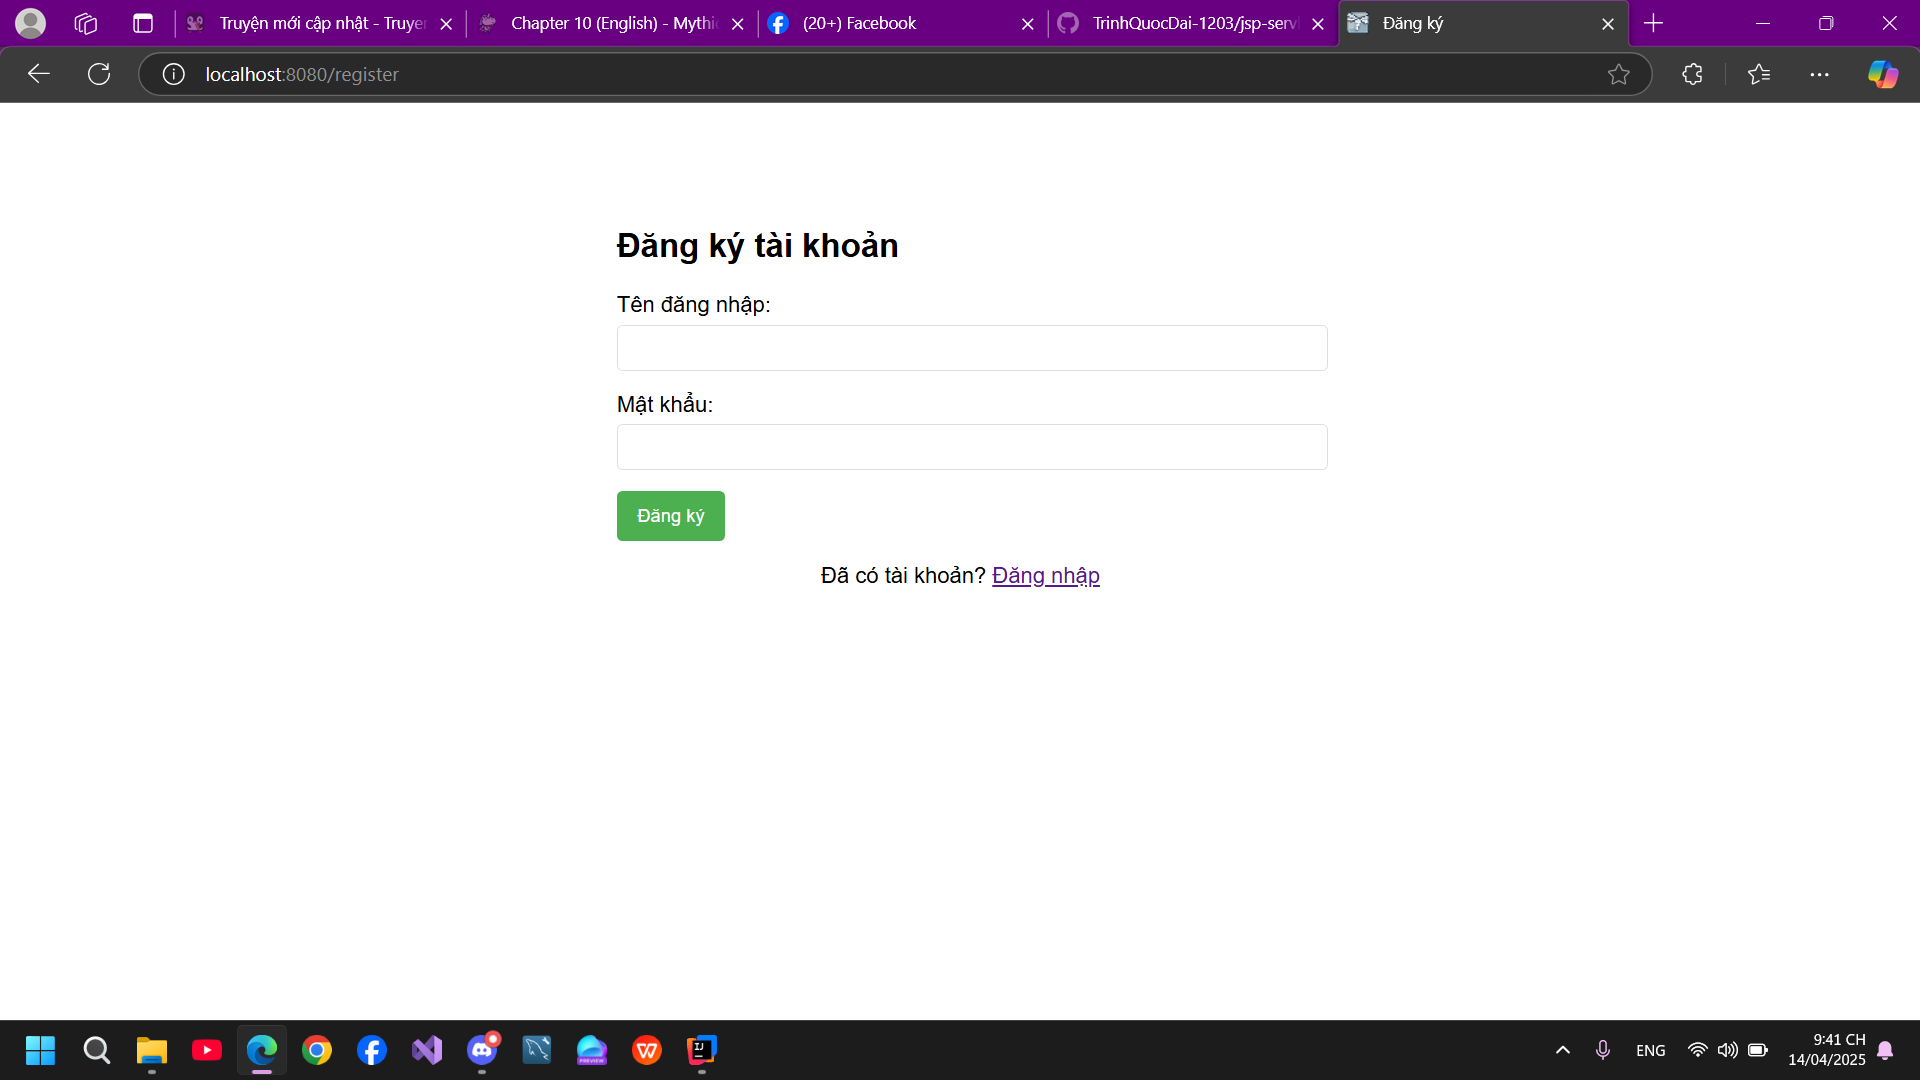 Truyện mới cập nhật - Truyer
Chapter 10 (English) - Mythic
(20+) Facebook
TrinhQuocDai-1203/jsp-serv
Đăng ký
localhost:8080/register
Đăng ký tài khoản
Tên đăng nhập:
Mật khẩu:
Đăng ký
Đã có tài khoản? Đăng nhập
PREVIEW
ENG
9:41 CH
14/04/2025